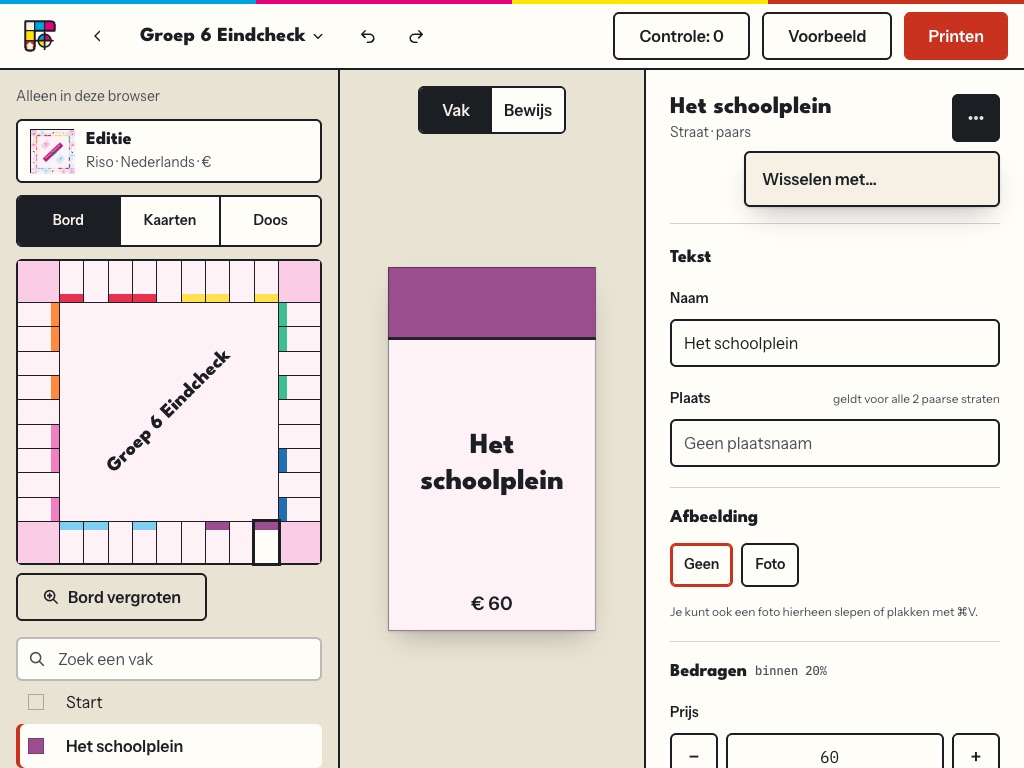 Groep 6 Eindcheck
Controle: 0
Voorbeeld
Printen
Alleen in deze browser
Editie
Riso · Nederlands · €
Bord
Kaarten
Doos
Groep 6 Eindcheck
Bord vergroten
Zoek een vak
Start
Het schoolplein
Vak
Bewijs
Het
schoolplein
€ 60
Het schoolplein
Straat · paars
...
Wisselen met...
Tekst
Naam
Het schoolplein
Plaats
geldt voor alle 2 paarse straten
Geen plaatsnaam
Afbeelding
Geen
Foto
Je kunt ook een foto hierheen slepen of plakken met ⌘V.
Bedragen binnen 20%
Prijs
− 60 +